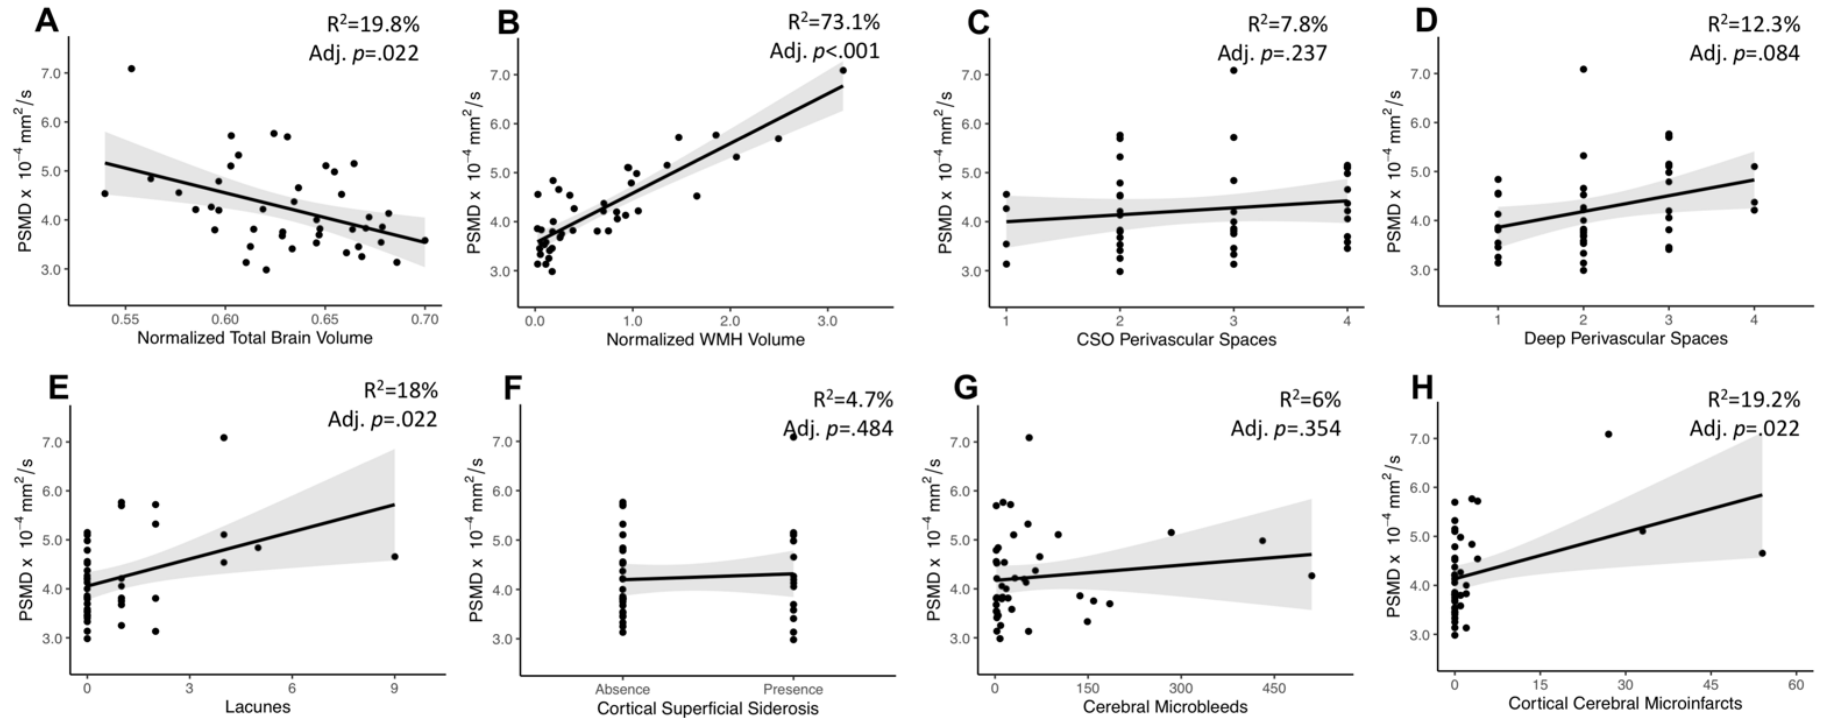 A
R²=19.8%
Adj. p=.022
PSMD x 10⁻⁴ mm²/s
7.0
6.0
5.0
4.0
3.0
0.55 0.60 0.65 0.70
Normalized Total Brain Volume
B
R²=73.1%
Adj. p<.001
PSMD x 10⁻⁴ mm²/s
7.0
6.0
5.0
4.0
3.0
0.0 1.0 2.0 3.0
Normalized WMH Volume
C
R²=7.8%
Adj. p=.237
PSMD x 10⁻⁴ mm²/s
7.0
6.0
5.0
4.0
3.0
1 2 3 4
CSO Perivascular Spaces
D
R²=12.3%
Adj. p=.084
PSMD x 10⁻⁴ mm²/s
7.0
6.0
5.0
4.0
3.0
1 2 3 4
Deep Perivascular Spaces
E
R²=18%
Adj. p=.022
PSMD x 10⁻⁴ mm²/s
7.0
6.0
5.0
4.0
3.0
0 3 6 9
Lacunes
F
R²=4.7%
Adj. p=.484
PSMD x 10⁻⁴ mm²/s
7.0
6.0
5.0
4.0
3.0
Absence Presence
Cortical Superficial Siderosis
G
R²=6%
Adj. p=.354
PSMD x 10⁻⁴ mm²/s
7.0
6.0
5.0
4.0
3.0
0 150 300 450
Cerebral Microbleeds
H
R²=19.2%
Adj. p=.022
PSMD x 10⁻⁴ mm²/s
7.0
6.0
5.0
4.0
3.0
0 15 30 45 60
Cortical Cerebral Microinfarcts